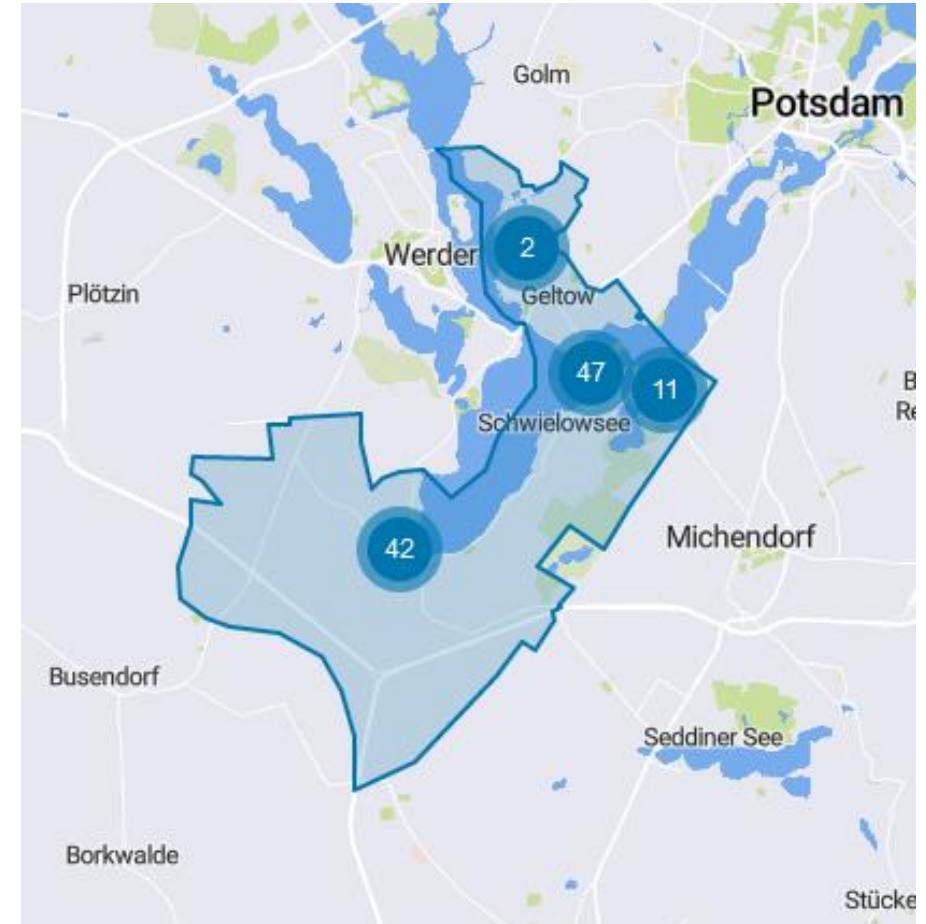 Golm
Potsdam
Werder
2
Plötzin
Geltow
47
11
B
Re
Schwielowsee
42
Michendorf
Busendorf
Seddiner See
Borkwalde
Stücke